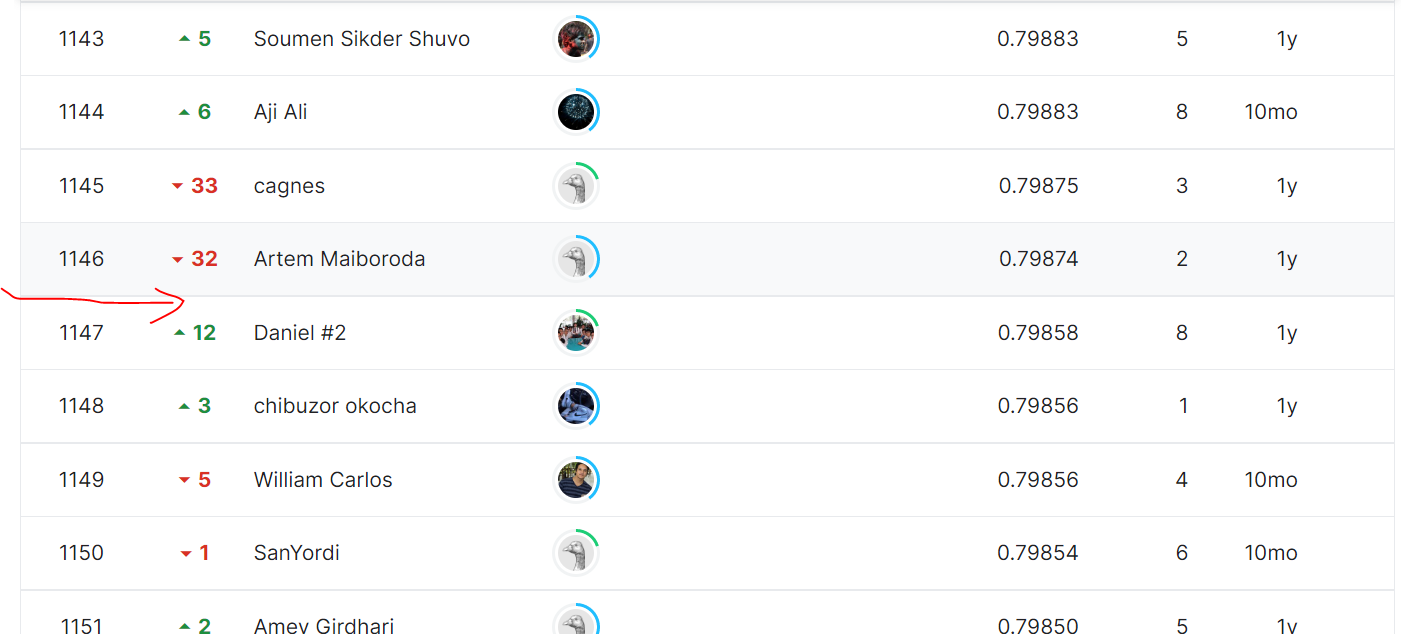 1143 5 Soumen Sikder Shuvo 0.79883 5 1y
1144 6 Aji Ali 0.79883 8 10mo
1145 33 cagnes 0.79875 3 1y
1146 32 Artem Maiboroda 0.79874 2 1y
1147 12 Daniel #2 0.79858 8 1y
1148 3 chibuzor okocha 0.79856 1 1y
1149 5 William Carlos 0.79856 4 10mo
1150 1 SanYordi 0.79854 6 10mo
1151 2 Amey Girdhari 0.79850 5 1y